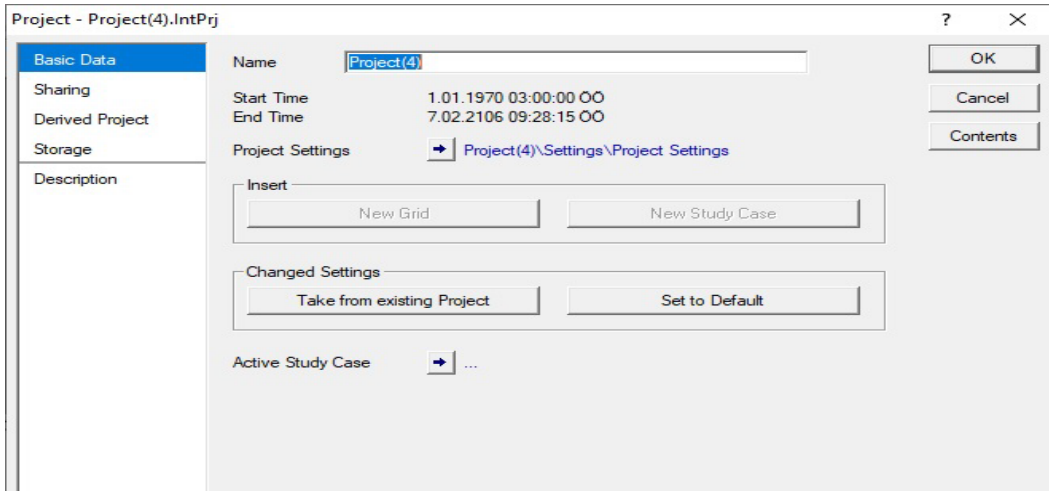 Project - Project(4).IntPrj ? ✕
Basic Data
Sharing
Derived Project
Storage
Description
Name Project(4)
Start Time 1.01.1970 03:00:00 ÖÖ
End Time 7.02.2106 09:28:15 ÖÖ
Project Settings Project(4)\Settings\Project Settings
Insert
New Grid New Study Case
Changed Settings
Take from existing Project Set to Default
Active Study Case ...
OK
Cancel
Contents